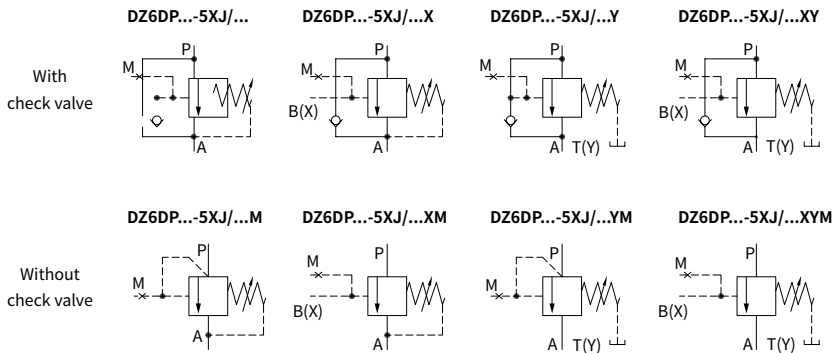 DZ6DP...-5XJ/... DZ6DP...-5XJ/...X DZ6DP...-5XJ/...Y DZ6DP...-5XJ/...XY
With
check valve
P P P P
M M M M
B(X) B(X)
A A A T(Y) A T(Y)
DZ6DP...-5XJ/...M DZ6DP...-5XJ/...XM DZ6DP...-5XJ/...YM DZ6DP...-5XJ/...XYM
Without
check valve
P P P P
M M M M
B(X) B(X)
A A A T(Y) A T(Y)